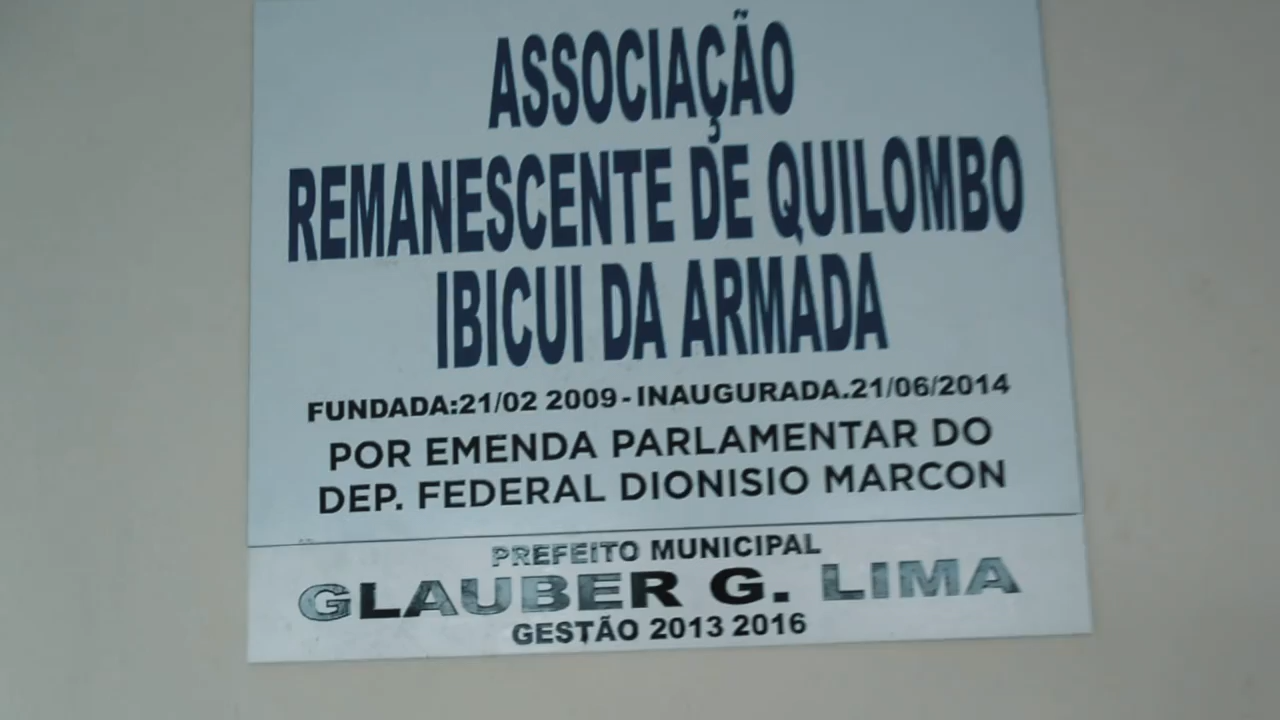 ASSOCIAÇÃO
REMANESCENTE DE QUILOMBO
IBICUI DA ARMADA
FUNDADA:21/02 2009-INAUGURADA.21/06/2014
POR EMENDA PARLAMENTAR DO
DEP. FEDERAL DIONISIO MARCON
PREFEITO MUNICIPAL
GLAUBER G. LIMA
GESTÃO 2013 2016